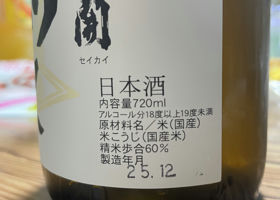 開
セイカイ
日本酒
内容量720ml
アルコール分18度以上19度未満
原材料名／米(国産)
米こうじ(国産米)
精米歩合60%
製造年月
25.12